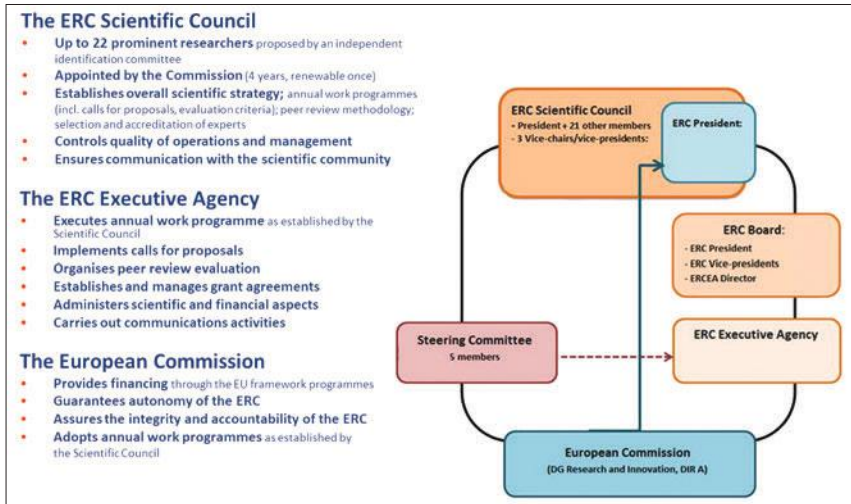 The ERC Scientific Council
• Up to 22 prominent researchers proposed by an independent
identification committee
• Appointed by the Commission (4 years, renewable once)
• Establishes overall scientific strategy; annual work programmes
(incl. calls for proposals, evaluation criteria); peer review methodology;
selection and accreditation of experts
• Controls quality of operations and management
• Ensures communication with the scientific community
The ERC Executive Agency
• Executes annual work programme as established by the
Scientific Council
• Implements calls for proposals
• Organises peer review evaluation
• Establishes and manages grant agreements
• Administers scientific and financial aspects
• Carries out communications activities
The European Commission
• Provides financing through the EU framework programmes
• Guarantees autonomy of the ERC
• Assures the integrity and accountability of the ERC
• Adopts annual work programmes as established by
the Scientific Council
ERC Scientific Council
- President + 21 other members
- 3 Vice-chairs/vice-presidents:
ERC President:
ERC Board:
- ERC President
- ERC Vice-presidents
- ERCEA Director
Steering Committee
5 members
ERC Executive Agency
European Commission
(DG Research and Innovation, DIR A)